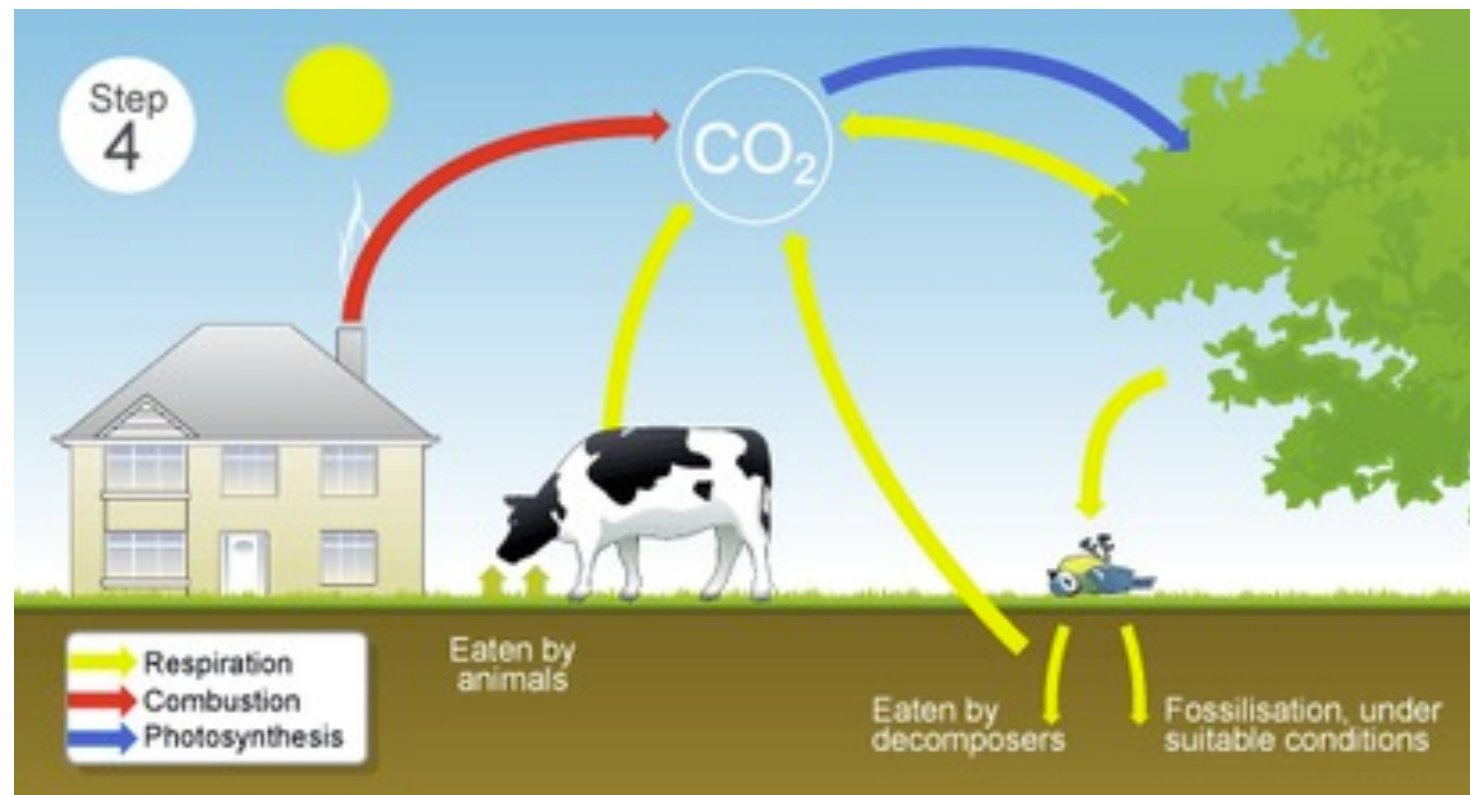 Step
4
CO₂
Respiration
Combustion
Photosynthesis
Eaten by
animals
Eaten by
decomposers
Fossilisation, under
suitable conditions